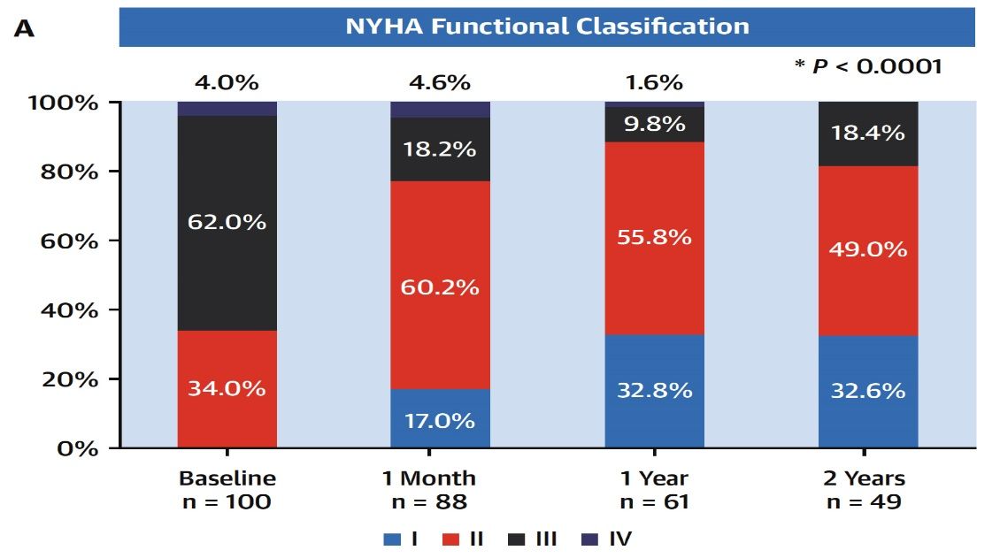 A
NYHA Functional Classification
* P < 0.0001
4.0% 4.6% 1.6%
100%
80%
60%
40%
20%
0%
62.0%
34.0%
18.2%
60.2%
17.0%
9.8%
55.8%
32.8%
18.4%
49.0%
32.6%
Baseline 1 Month 1 Year 2 Years
n = 100 n = 88 n = 61 n = 49
I II III IV